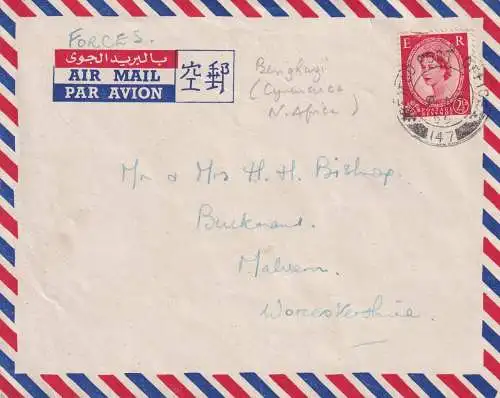 FORCES.
بالبريد الجوى
AIR MAIL
PAR AVION
空郵
Benghazi
(Cyrenaica
N. Africa)
E R
2½
147
Mr & Mrs H. H. Bishop.
Malvern.
Worcestershire.